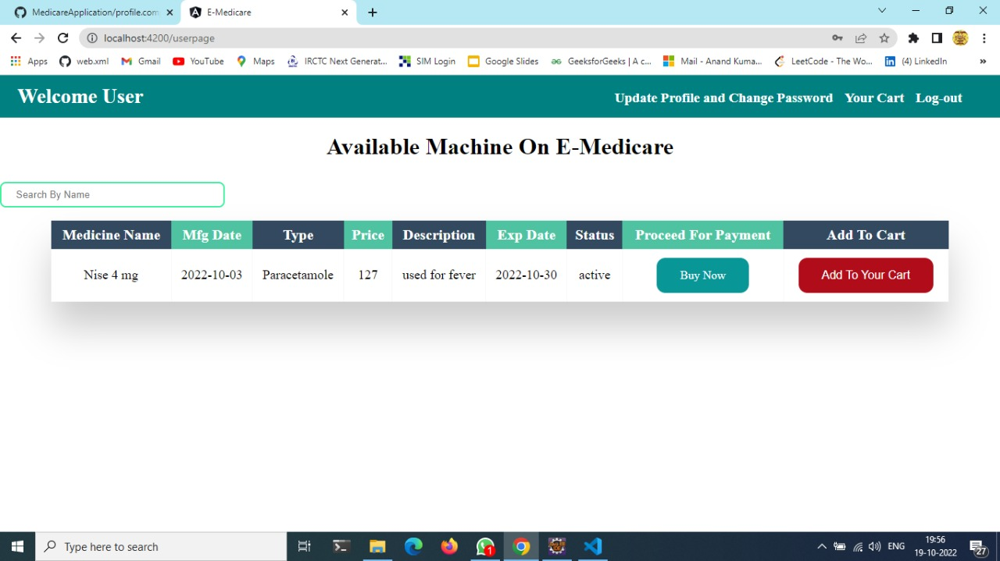 MedicareApplication/profile.com
E-Medicare
localhost:4200/userpage
Apps web.xml Gmail YouTube Maps IRCTC Next Generat... SIM Login Google Slides GeeksforGeeks | A c... Mail - Anand Kuma... LeetCode - The Wo... (4) LinkedIn »
Welcome User Update Profile and Change Password Your Cart Log-out
Available Machine On E-Medicare
Search By Name
Medicine Name Mfg Date Type Price Description Exp Date Status Proceed For Payment Add To Cart
Nise 4 mg 2022-10-03 Paracetamole 127 used for fever 2022-10-30 active Buy Now Add To Your Cart
Type here to search
1
ENG
19:56
19-10-2022
27